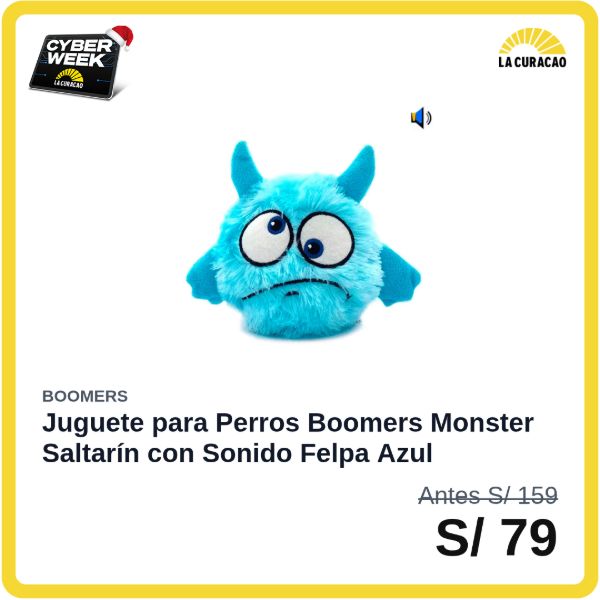 CYBER
WEEK
LA CURACAO
LA CURACAO
BOOMERS
Juguete para Perros Boomers Monster
Saltarín con Sonido Felpa Azul
Antes S/ 159
S/ 79